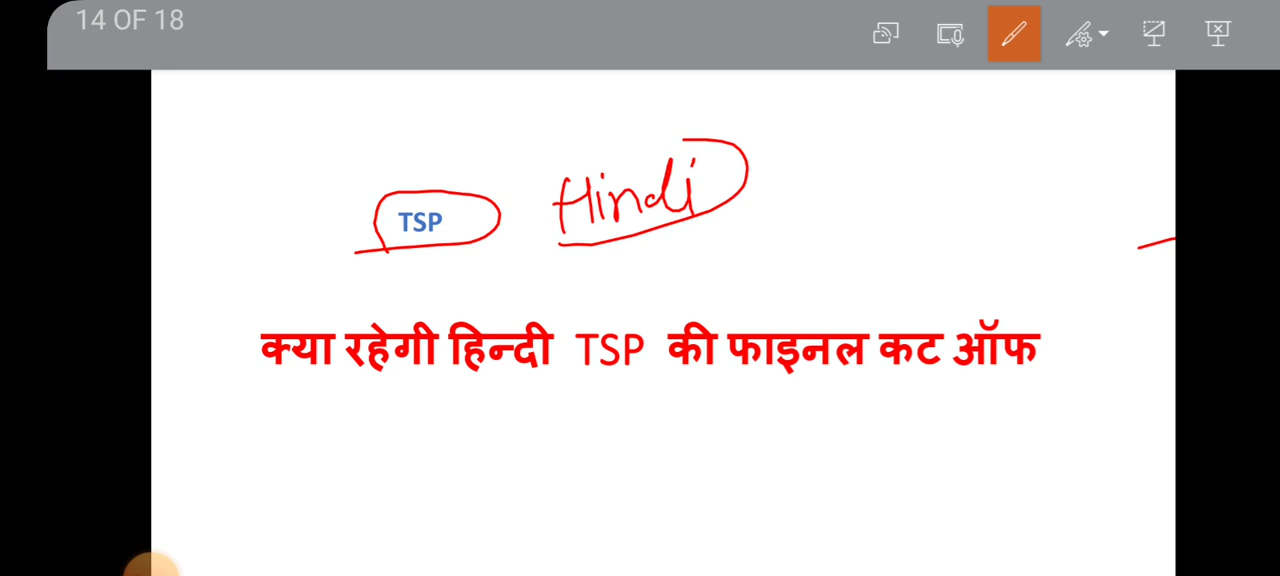 14 OF 18
TSP Hindi
क्या रहेगी हिन्दी TSP की फाइनल कट ऑफ